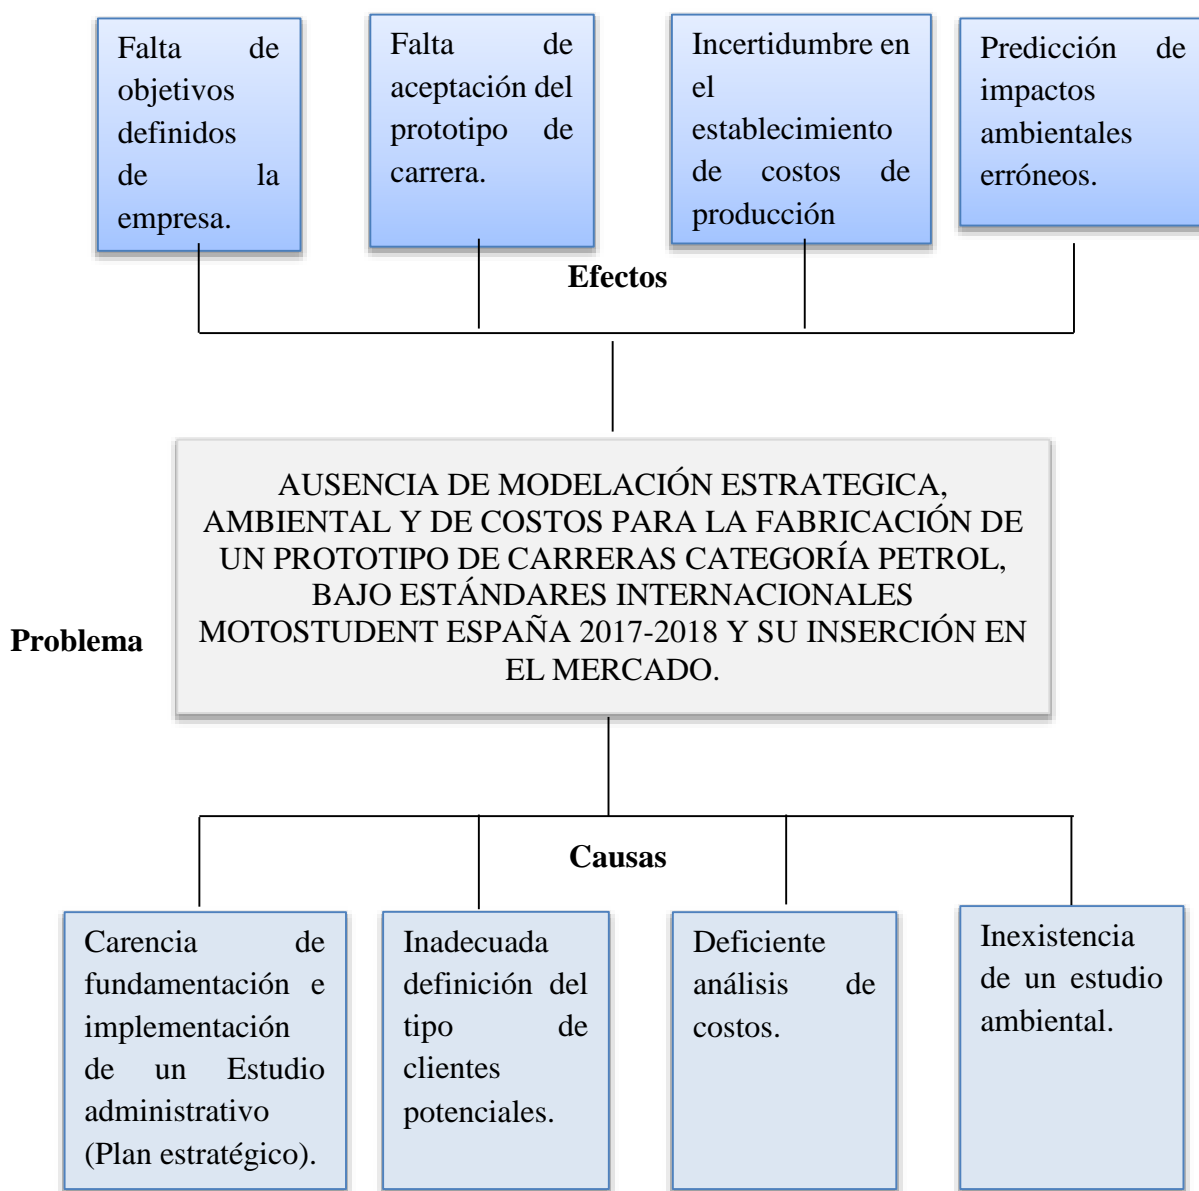 Falta de
objetivos
definidos
de la
empresa.
Falta de
aceptación del
prototipo de
carrera.
Incertidumbre en
el
establecimiento
de costos de
producción
Predicción de
impactos
ambientales
erróneos.
Efectos
AUSENCIA DE MODELACIÓN ESTRATEGICA,
AMBIENTAL Y DE COSTOS PARA LA FABRICACIÓN DE
UN PROTOTIPO DE CARRERAS CATEGORÍA PETROL,
BAJO ESTÁNDARES INTERNACIONALES
MOTOSTUDENT ESPAÑA 2017-2018 Y SU INSERCIÓN EN
EL MERCADO.
Problema
Causas
Carencia de
fundamentación e
implementación
de un Estudio
administrativo
(Plan estratégico).
Inadecuada
definición del
tipo de
clientes
potenciales.
Deficiente
análisis de
costos.
Inexistencia
de un estudio
ambiental.